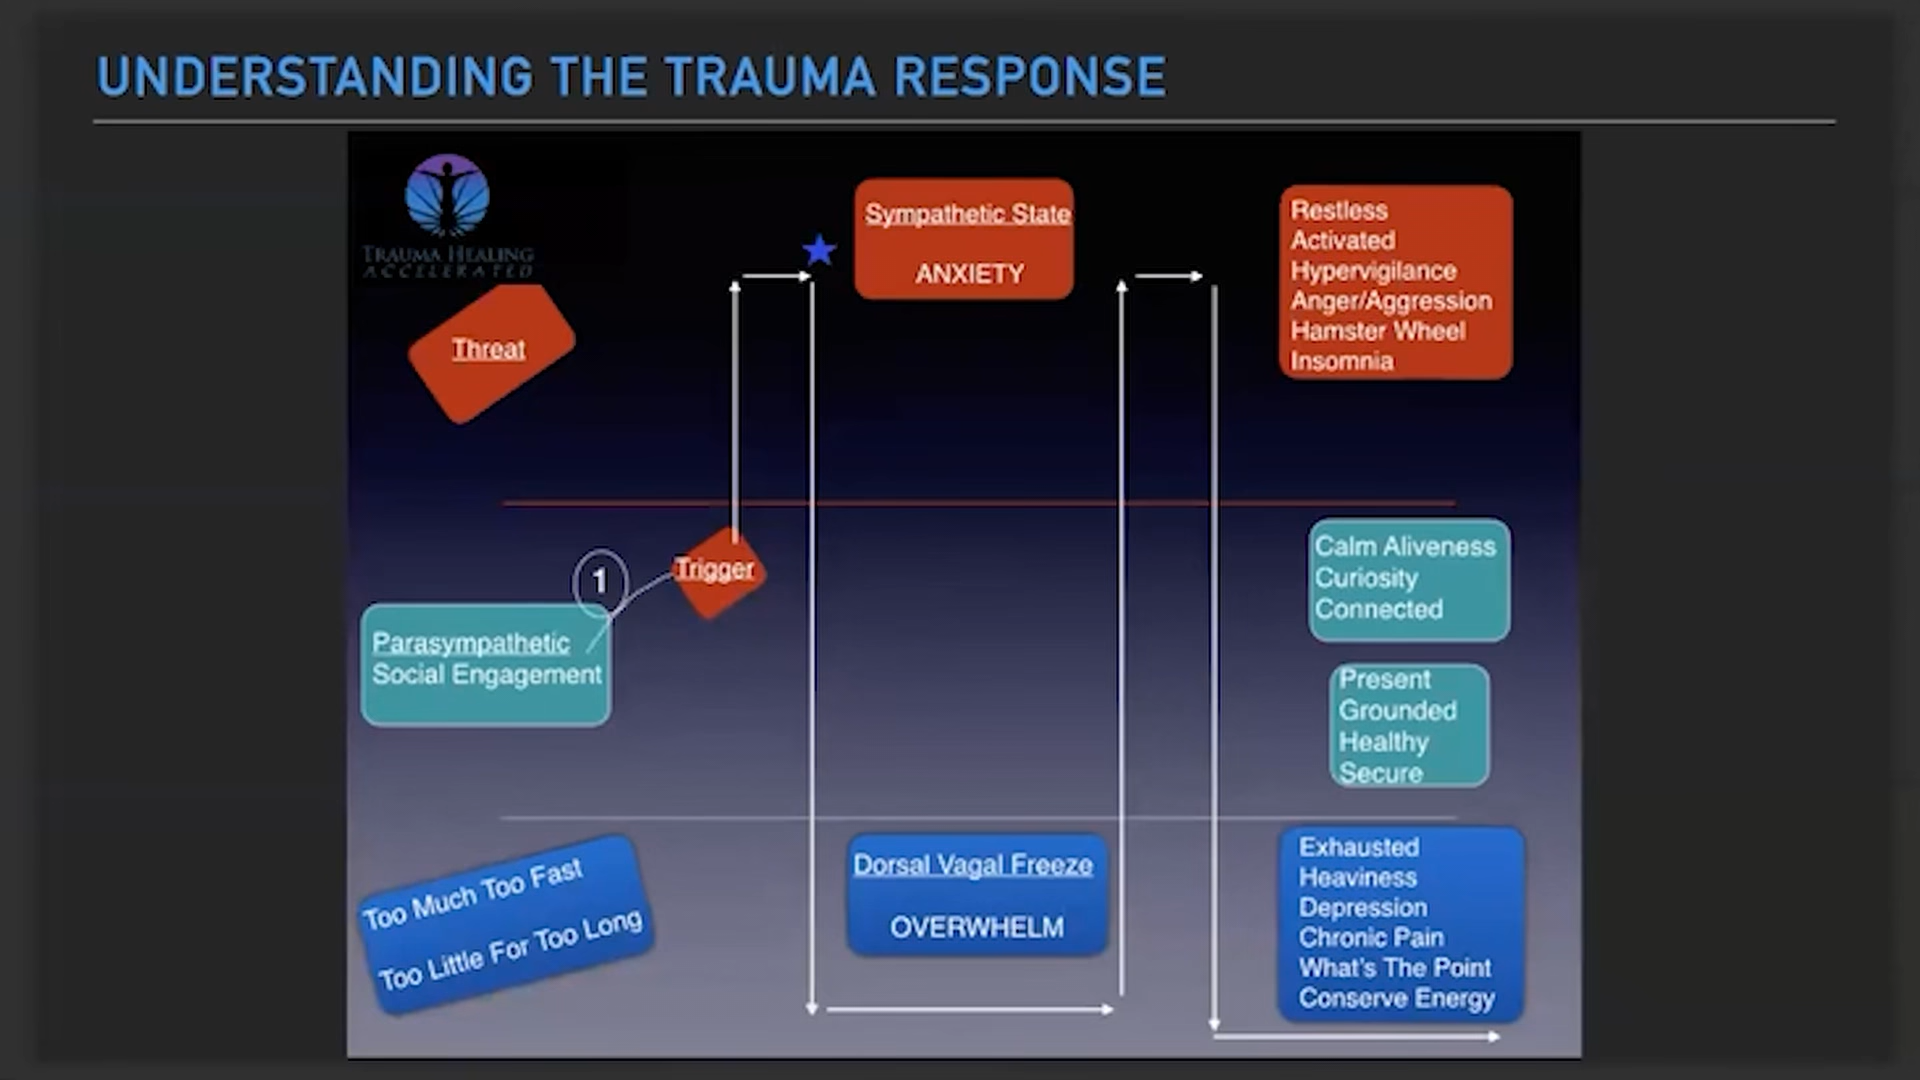 UNDERSTANDING THE TRAUMA RESPONSE
TRAUMA HEALING
ACCELERATED
Threat
Sympathetic State
ANXIETY
Restless
Activated
Hypervigilance
Anger/Aggression
Hamster Wheel
Insomnia
1
Trigger
Parasympathetic
Social Engagement
Calm Aliveness
Curiosity
Connected
Present
Grounded
Healthy
Secure
Too Much Too Fast
Too Little For Too Long
Dorsal Vagal Freeze
OVERWHELM
Exhausted
Heaviness
Depression
Chronic Pain
What's The Point
Conserve Energy